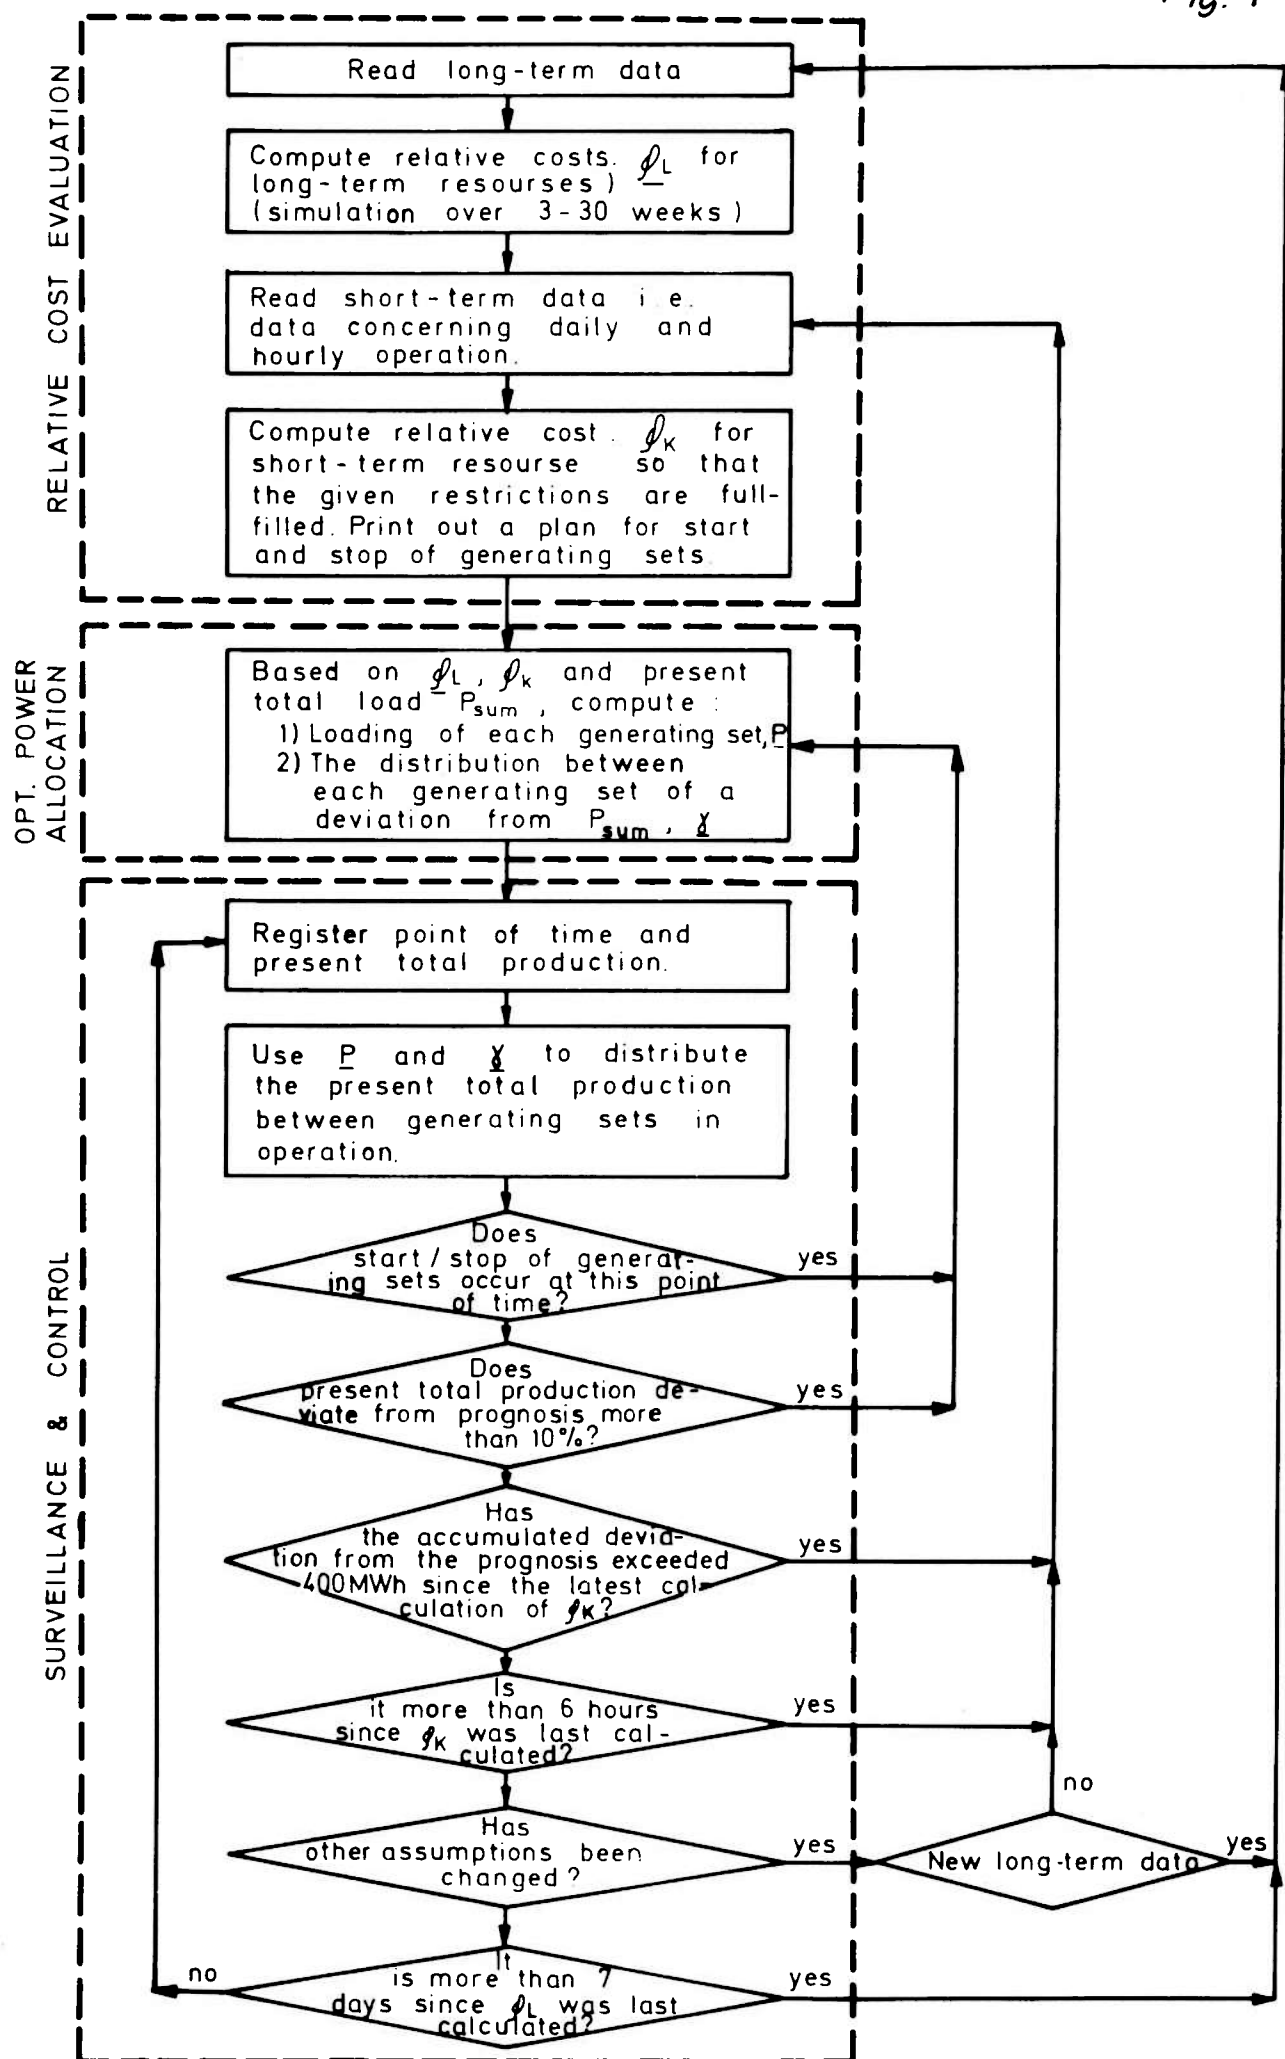 Fig. 1
RELATIVE COST EVALUATION
Read long-term data
Compute relative costs. ρL for
long-term resourses)
(simulation over 3-30 weeks)
Read short-term data i e.
data concerning daily and
hourly operation.
Compute relative cost. ρK for
short-term resourse so that
the given restrictions are full-
filled. Print out a plan for start
and stop of generating sets.
OPT. POWER
ALLOCATION
Based on ρL, ρK and present
total load Psum, compute :
1) Loading of each generating set, P
2) The distribution between
each generating set of a
deviation from Psum, γ
SURVEILLANCE & CONTROL
Register point of time and
present total production.
Use P and γ to distribute
the present total production
between generating sets in
operation.
Does
start / stop of generat-
ing sets occur at this point
of time?
yes
Does
present total production de-
viate from prognosis more
than 10%?
yes
Has
the accumulated devia-
tion from the prognosis exceeded
400MWh since the latest cal-
culation of ρK?
yes
Is
it more than 6 hours
since ρK was last cal-
culated?
yes
no
Has
other assumptions been
changed?
yes
New long-term data
yes
It
is more than 7
days since ρL was last
calculated?
no
yes